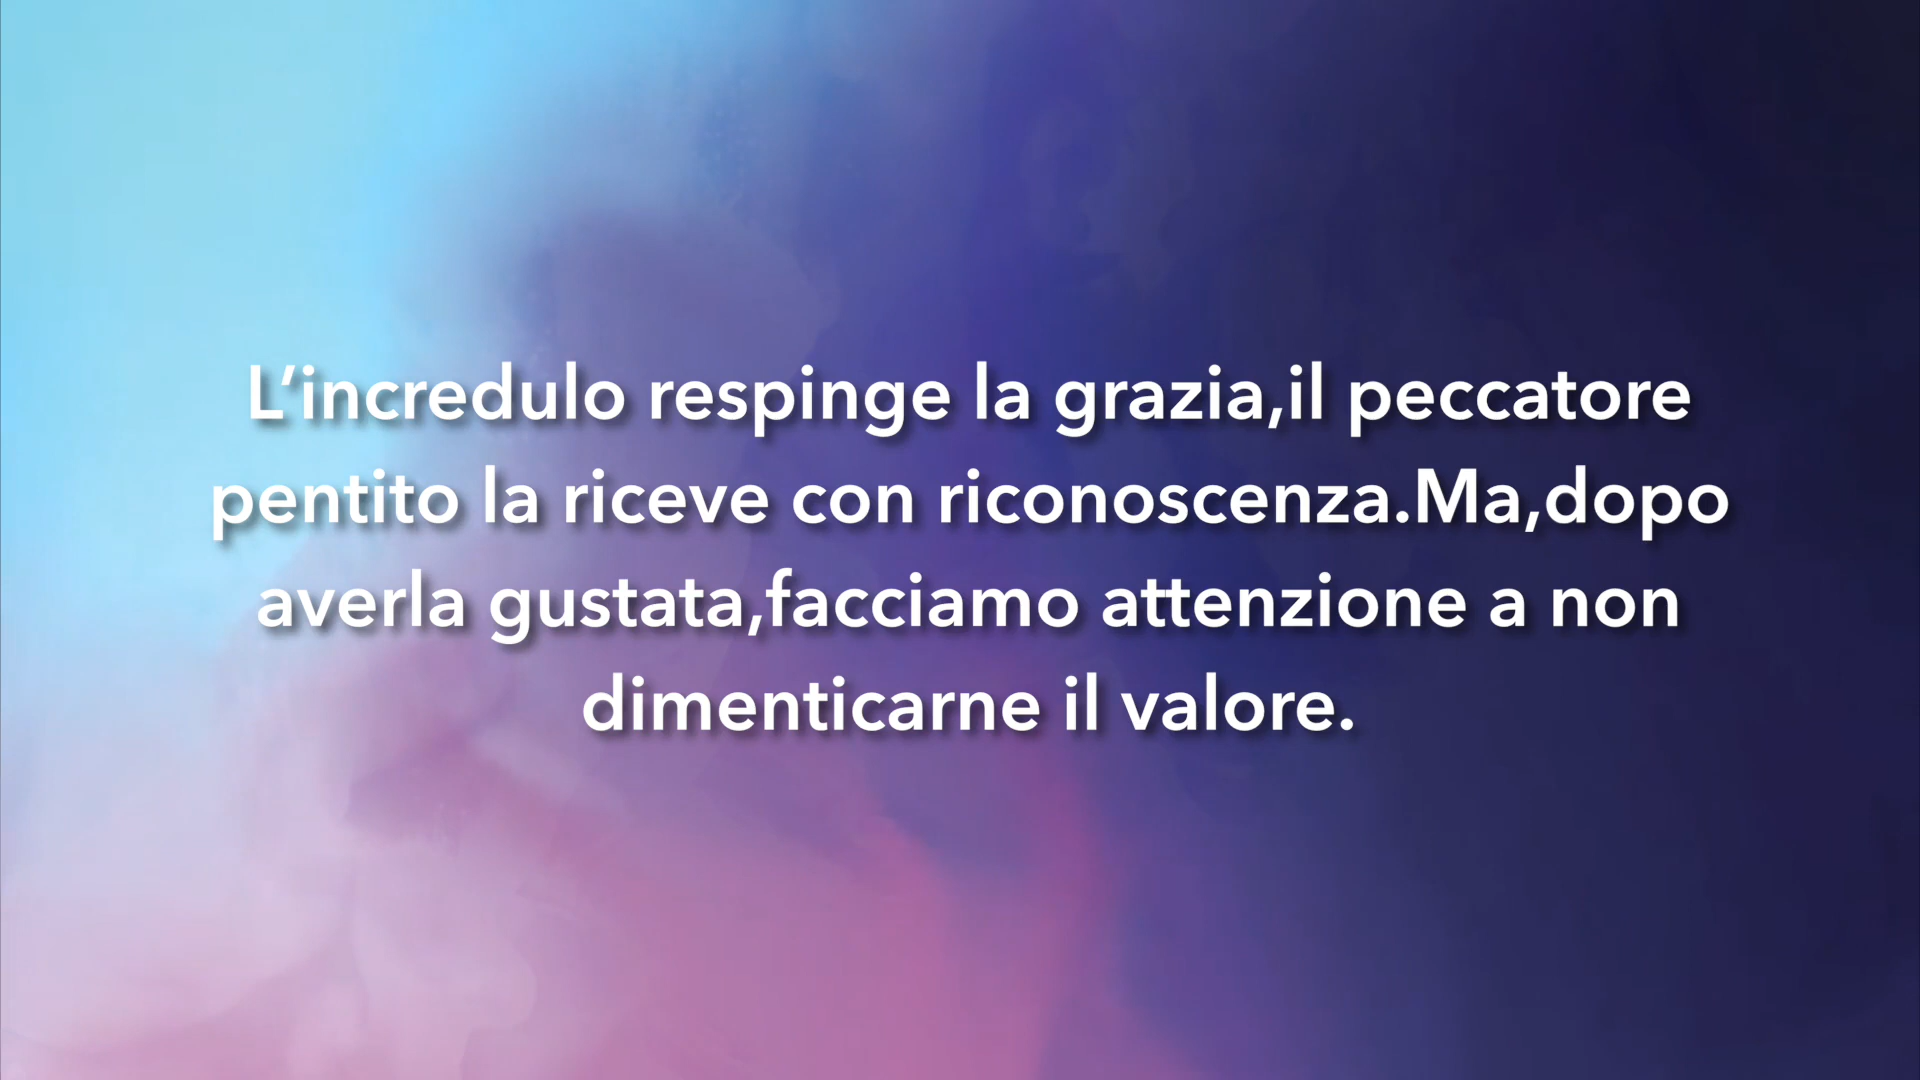 L’incredulo respinge la grazia,il peccatore
pentito la riceve con riconoscenza.Ma,dopo
averla gustata,facciamo attenzione a non
dimenticarne il valore.